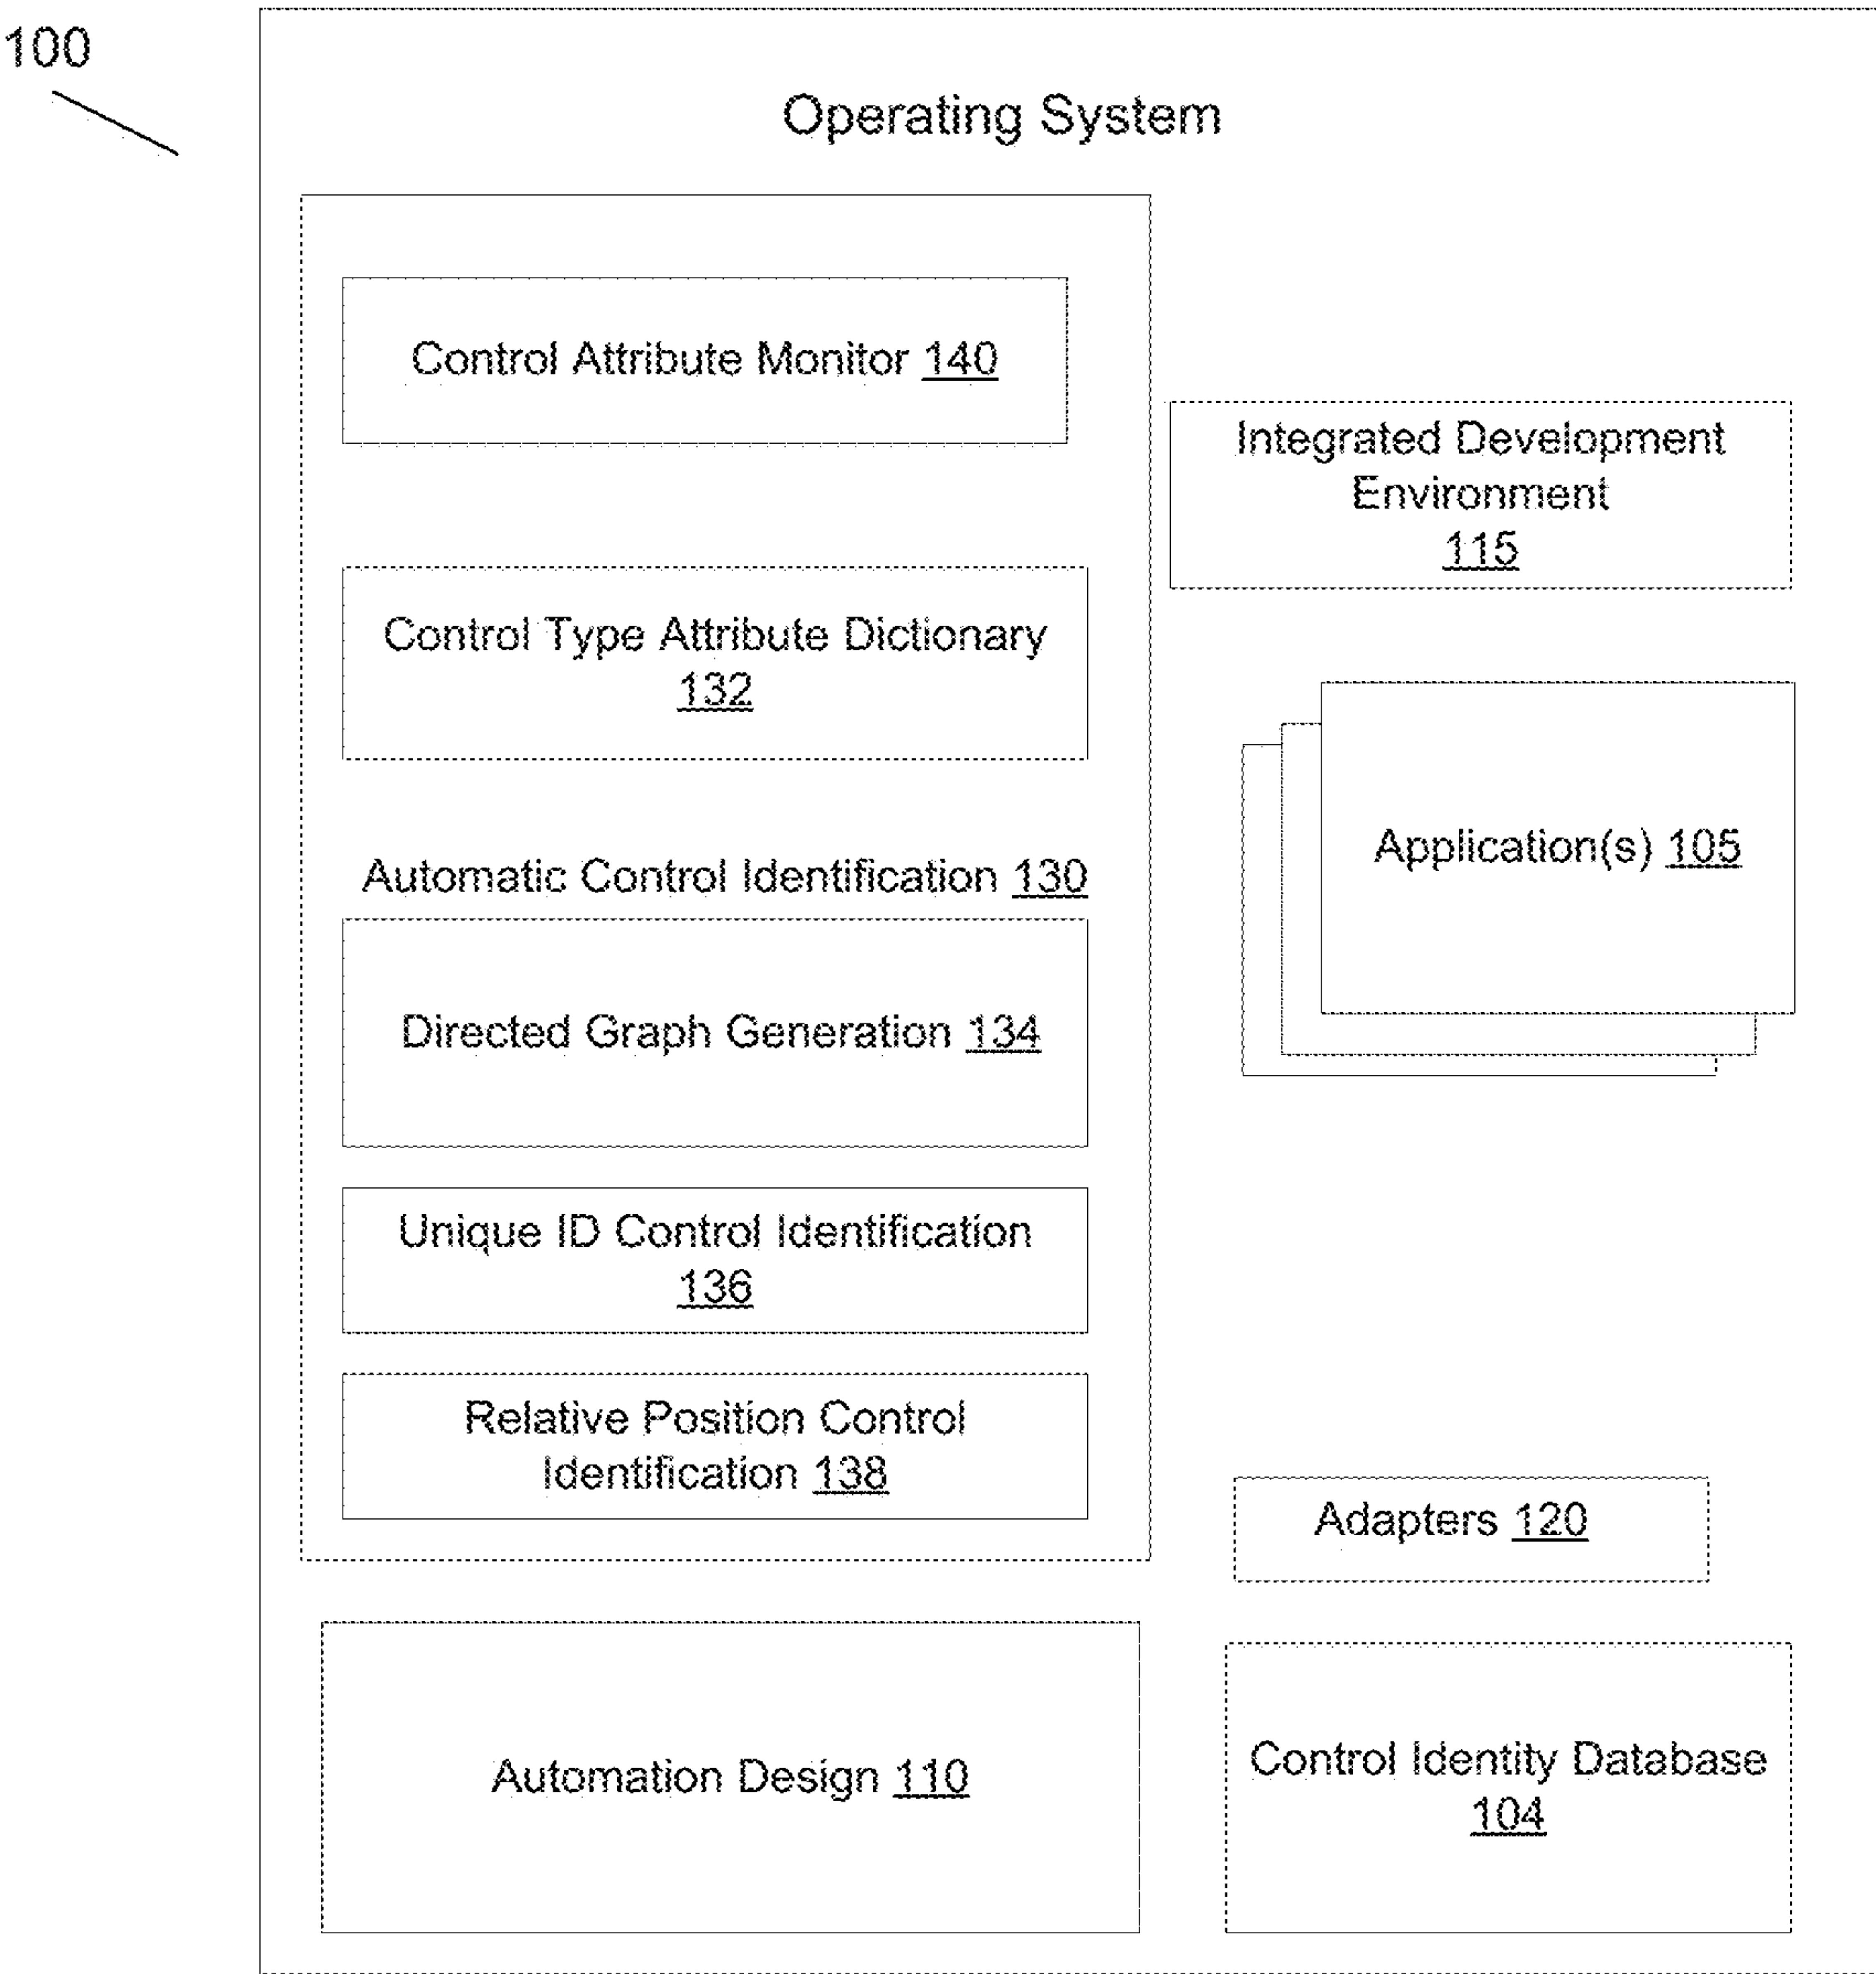 100
Operating System
Control Attribute Monitor 140
Control Type Attribute Dictionary
132
Automatic Control Identification 130
Directed Graph Generation 134
Unique ID Control Identification
136
Relative Position Control
Identification 138
Automation Design 110
Integrated Development
Environment
115
Application(s) 105
Adapters 120
Control Identity Database
104